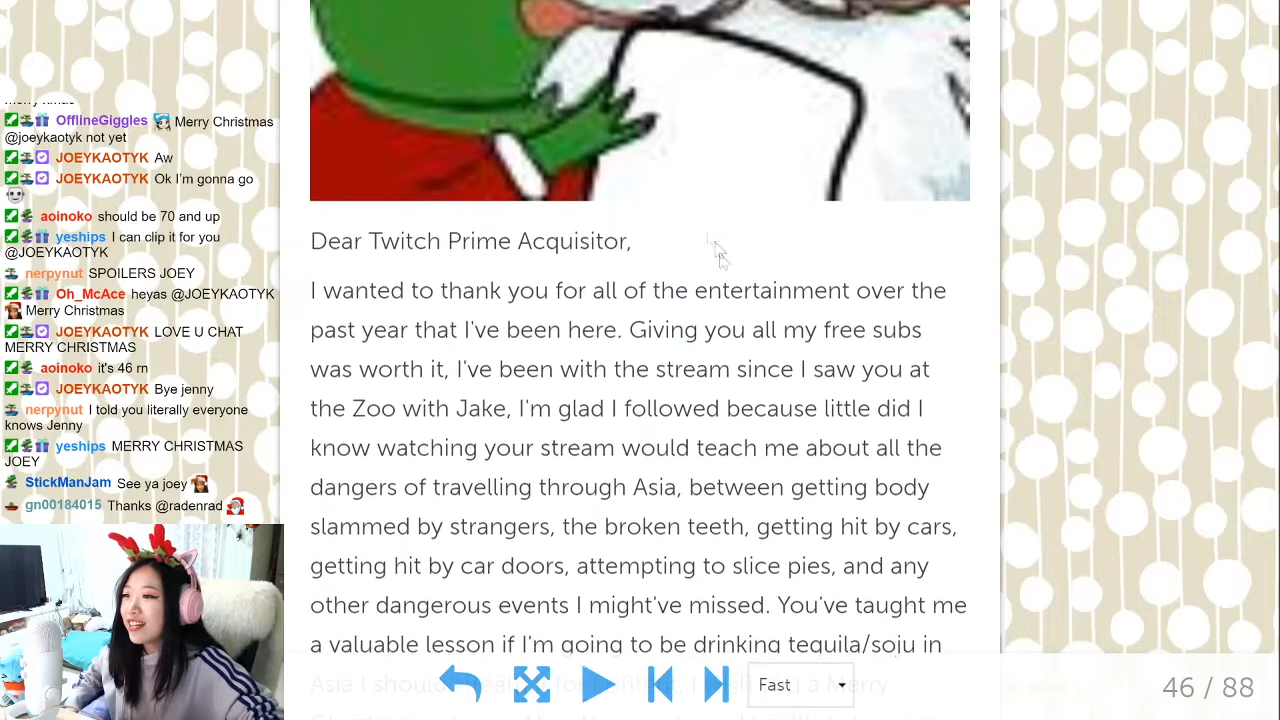 OfflineGiggles Merry Christmas
@joeykaotyk not yet
JOEYKAOTYK Aw
JOEYKAOTYK Ok I'm gonna go
aoinoko should be 70 and up
yeships I can clip it for you
@JOEYKAOTYK
nerpynut SPOILERS JOEY
Oh_McAce heyas @JOEYKAOTYK
Merry Christmas
JOEYKAOTYK LOVE U CHAT
MERRY CHRISTMAS
aoinoko it's 46 rn
JOEYKAOTYK Bye jenny
nerpynut I told you literally everyone
knows Jenny
yeships MERRY CHRISTMAS
JOEY
StickManJam See ya joey
gn00184015 Thanks @radenrad
Dear Twitch Prime Acquisitor,
I wanted to thank you for all of the entertainment over the
past year that I've been here. Giving you all my free subs
was worth it, I've been with the stream since I saw you at
the Zoo with Jake, I'm glad I followed because little did I
know watching your stream would teach me about all the
dangers of travelling through Asia, between getting body
slammed by strangers, the broken teeth, getting hit by cars,
getting hit by car doors, attempting to slice pies, and any
other dangerous events I might've missed. You've taught me
a valuable lesson if I'm going to be drinking tequila/soju in
Asia I should
a Merry
Fast
46 / 88